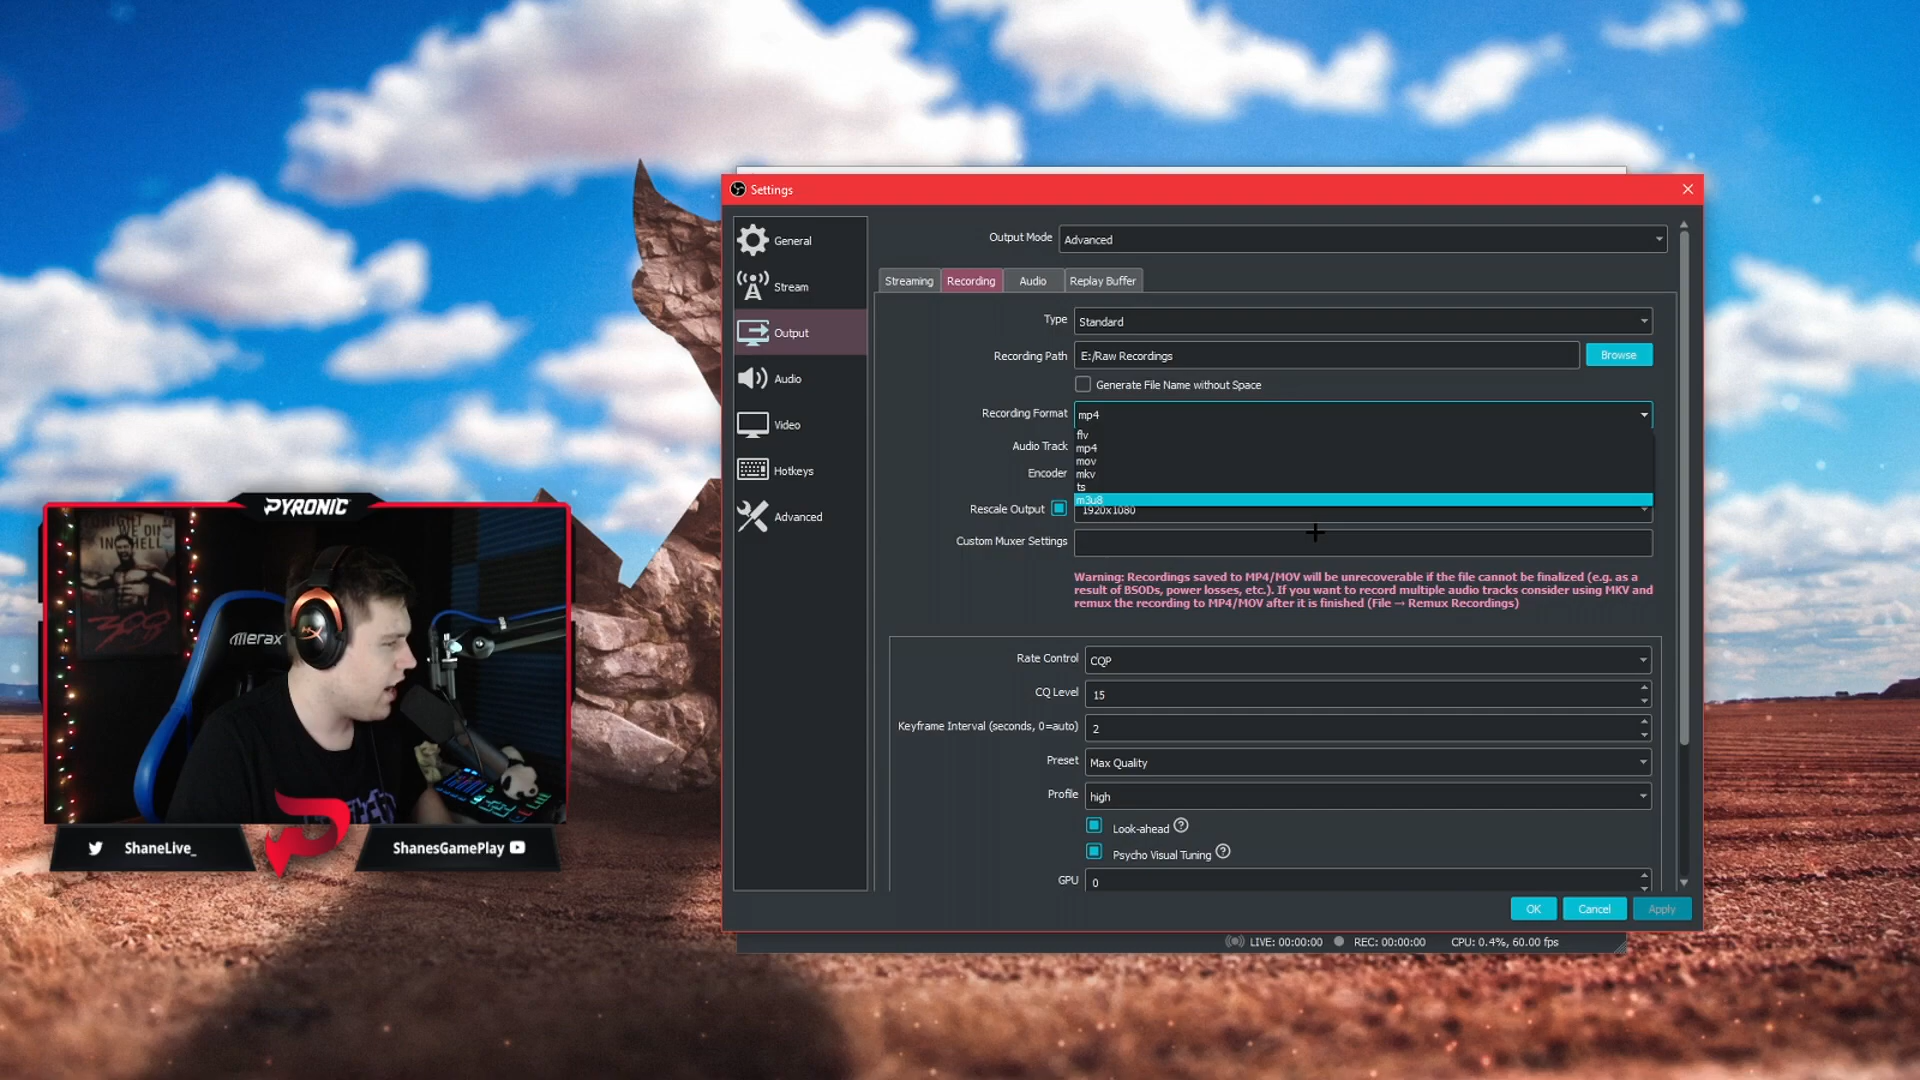 Settings
General
Stream
Output
Audio
Video
Hotkeys
Advanced
Output Mode Advanced
Streaming Recording Audio Replay Buffer
Type Standard
Recording Path E:/Raw Recordings Browse
Generate File Name without Space
Recording Format mp4
flv
mp4
mov
mkv
ts
m3u8
Audio Track
Encoder
Rescale Output 1920x1080
Custom Muxer Settings
Warning: Recordings saved to MP4/MOV will be unrecoverable if the file cannot be finalized (e.g. as a
result of BSODs, power losses, etc.). If you want to record multiple audio tracks consider using MKV and
remux the recording to MP4/MOV after it is finished (File → Remux Recordings)
Rate Control CQP
CQ Level 15
Keyframe Interval (seconds, 0=auto) 2
Preset Max Quality
Profile high
Look-ahead
Psycho Visual Tuning
GPU 0
OK Cancel Apply
LIVE: 00:00:00 REC: 00:00:00 CPU: 0.4%, 60.00 fps
PYRONIC
IN HELL
300
merax
ShaneLive_
ShanesGamePlay